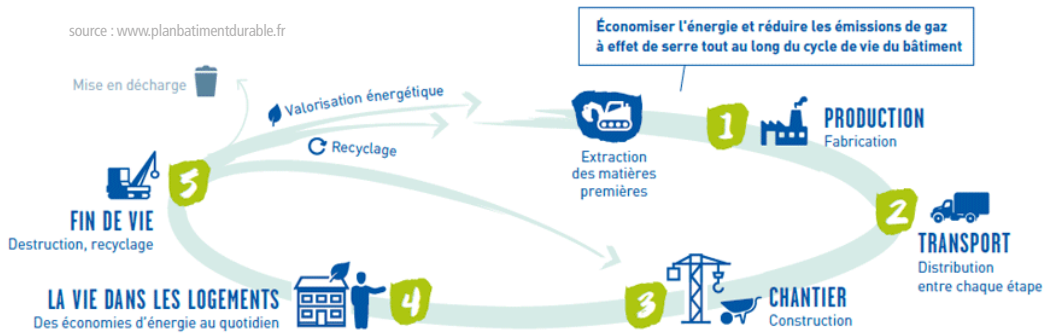 source : www.planbatimentdurable.fr
Économiser l'énergie et réduire les émissions de gaz
à effet de serre tout au long du cycle de vie du bâtiment
Mise en décharge
Valorisation énergétique
Recyclage
Extraction
des matières
premières
1
PRODUCTION
Fabrication
2
TRANSPORT
Distribution
entre chaque étape
3
CHANTIER
Construction
4
LA VIE DANS LES LOGEMENTS
Des économies d'énergie au quotidien
5
FIN DE VIE
Destruction, recyclage